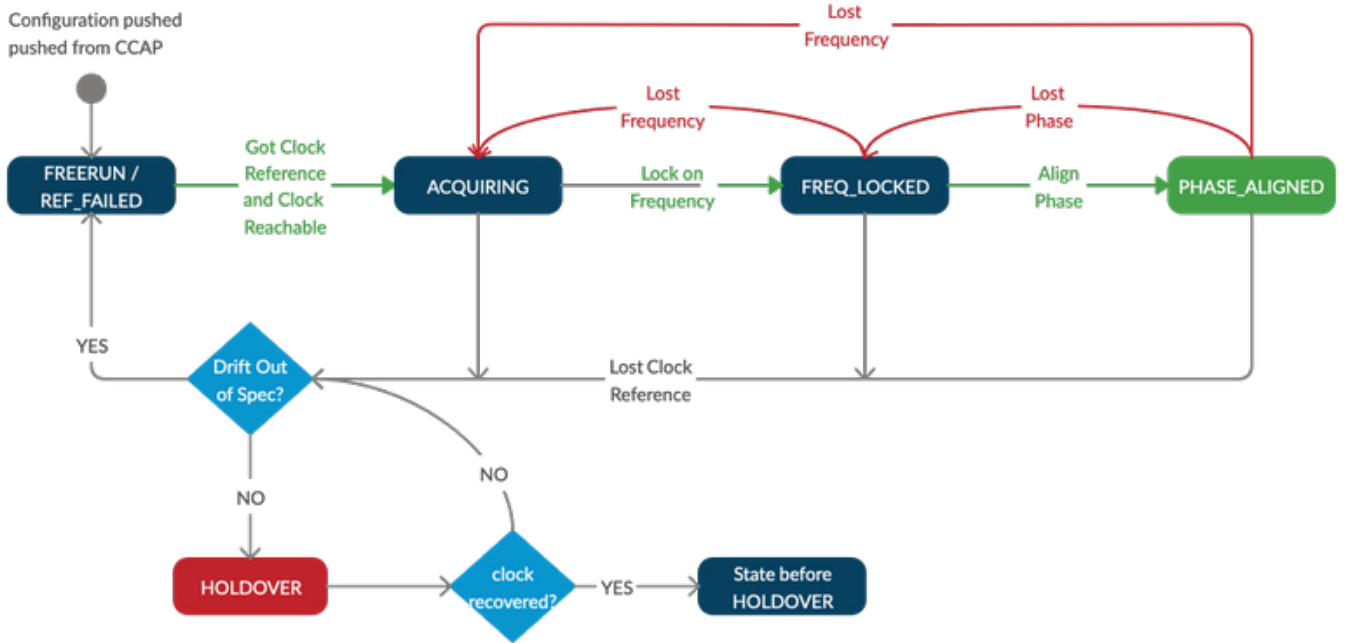 Configuration pushed
pushed from CCAP
Lost
Frequency
Lost
Frequency
Lost
Phase
FREERUN /
REF_FAILED
Got Clock
Reference
and Clock
Reachable
ACQUIRING
Lock on
Frequency
FREQ_LOCKED
Align
Phase
PHASE_ALIGNED
YES
Drift Out
of Spec?
Lost Clock
Reference
NO
NO
HOLDOVER
clock
recovered?
YES
State before
HOLDOVER